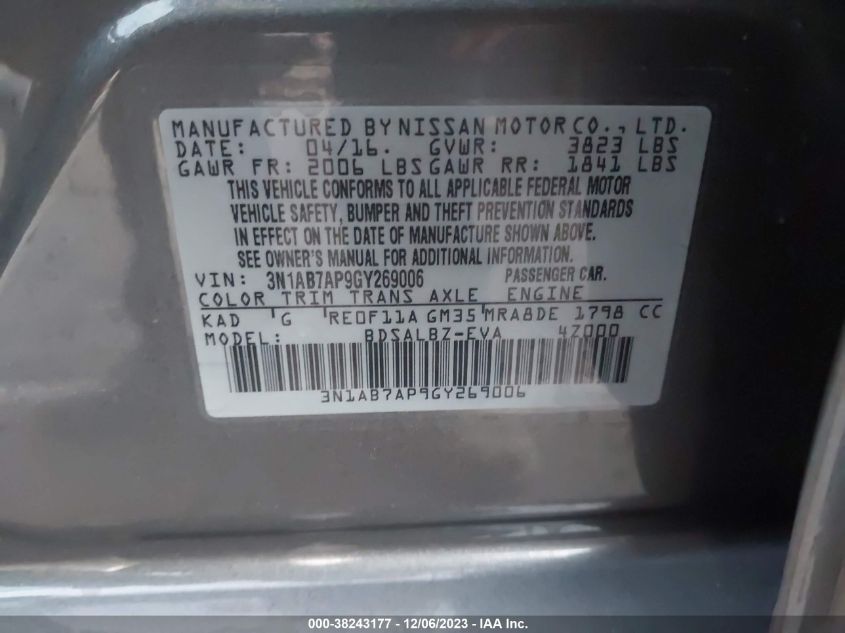 MANUFACTURED BY NISSAN MOTOR CO., LTD.
DATE: 04/16. GVWR: 3823 LBS
GAWR FR: 2006 LBS GAWR RR: 1841 LBS
THIS VEHICLE CONFORMS TO ALL APPLICABLE FEDERAL MOTOR
VEHICLE SAFETY, BUMPER AND THEFT PREVENTION STANDARDS
IN EFFECT ON THE DATE OF MANUFACTURE SHOWN ABOVE.
SEE OWNER'S MANUAL FOR ADDITIONAL INFORMATION.
VIN: 3N1AB7AP9GY269006 PASSENGER CAR.
COLOR TRIM TRANS AXLE ENGINE
KAD G RE0F11A GM35 MRA8DE 1798 CC
MODEL: BDSALBZ-EVA 4Z000
3N1AB7AP9GY269006
000-38243177 - 12/06/2023 - IAA Inc.